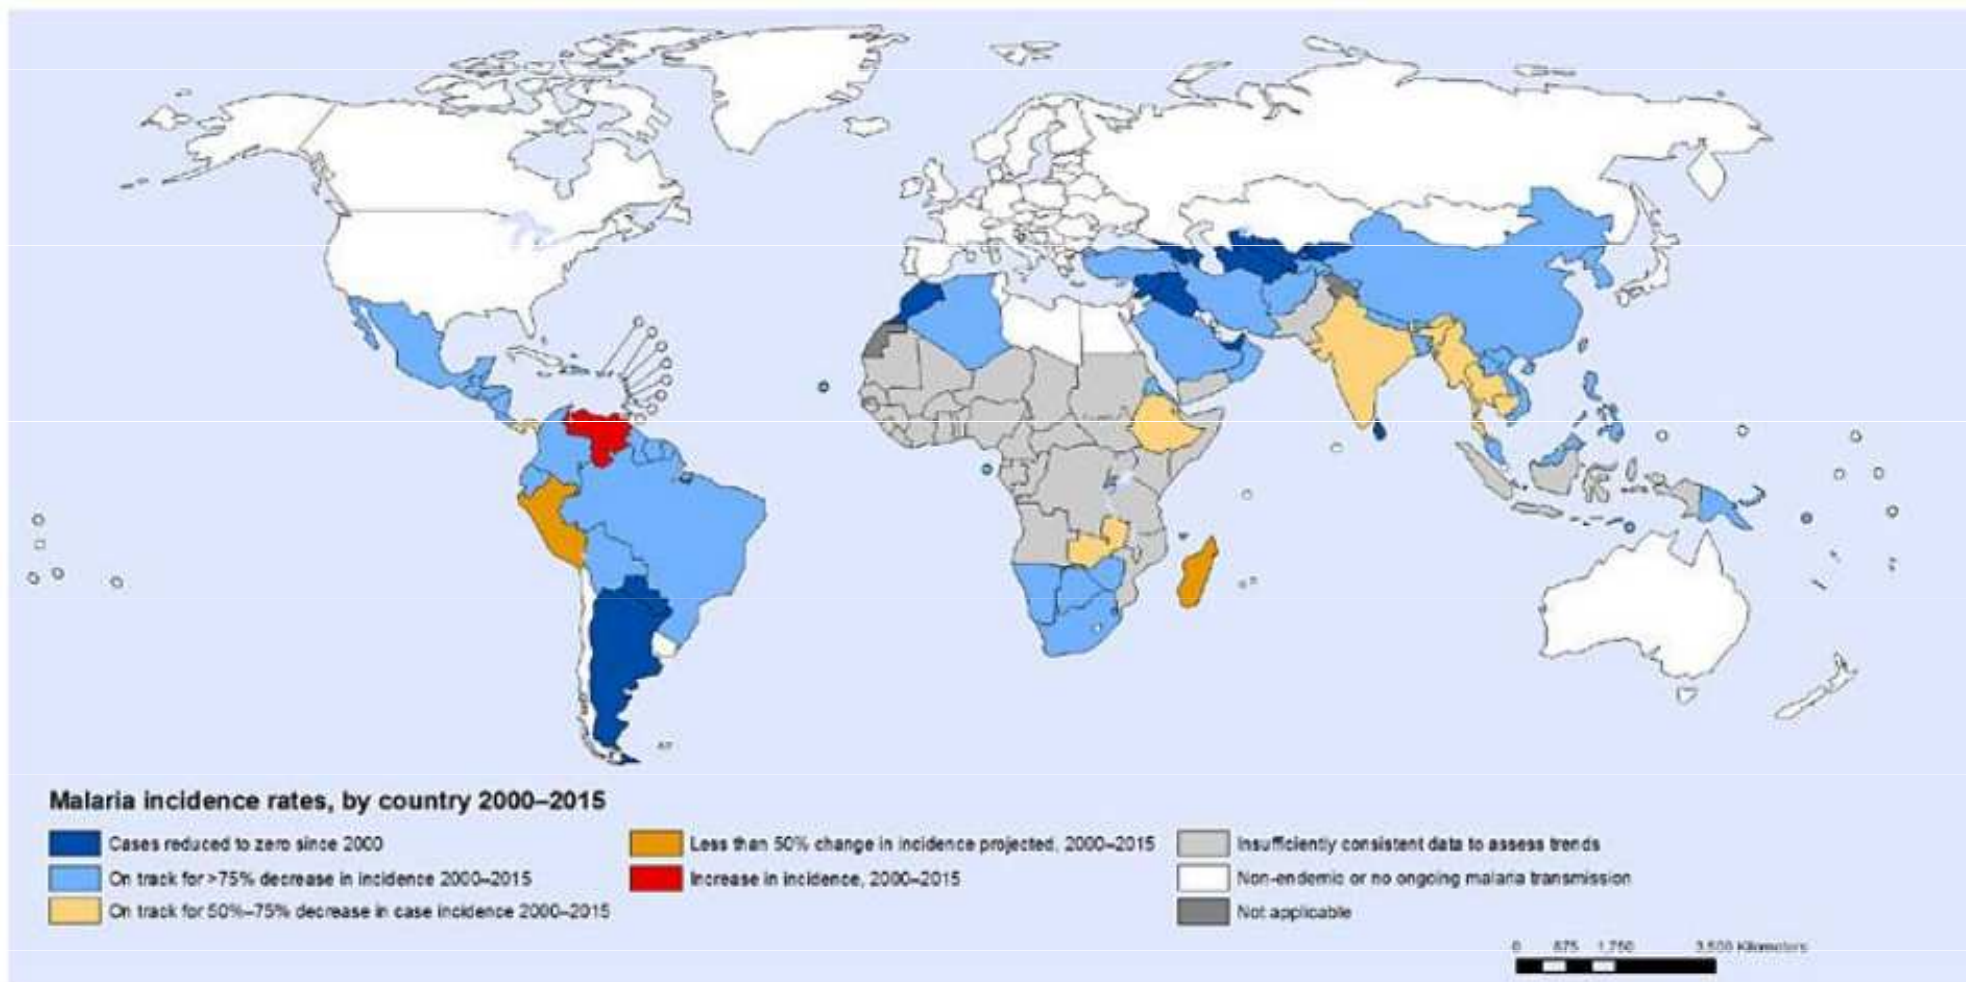 Malaria incidence rates, by country 2000–2015
Cases reduced to zero since 2000
On track for >75% decrease in incidence 2000–2015
On track for 50%–75% decrease in case incidence 2000–2015
Less than 50% change in incidence projected, 2000–2015
Increase in incidence, 2000–2015
Insufficiently consistent data to assess trends
Non-endemic or no ongoing malaria transmission
Not applicable
0 875 1,750 3,500 Kilometers